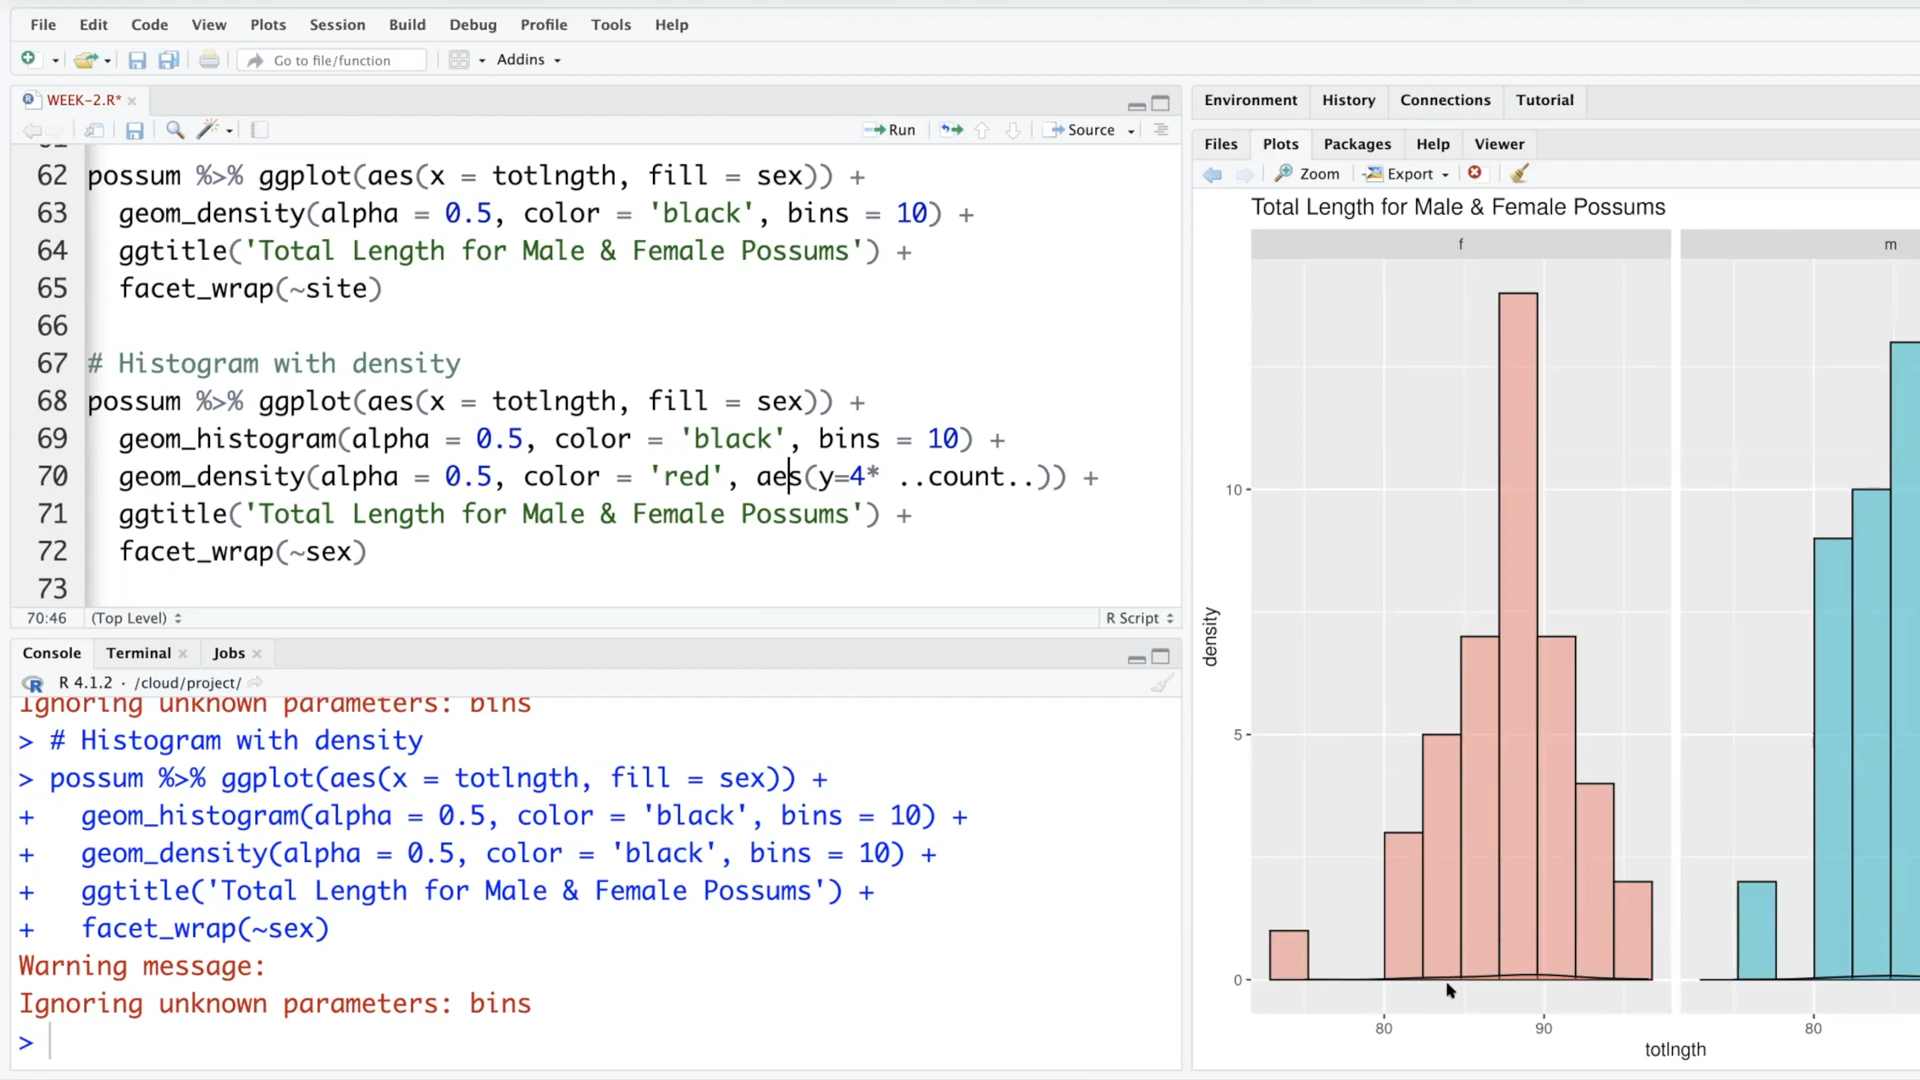 File Edit Code View Plots Session Build Debug Profile Tools Help
Go to file/function Addins
WEEK-2.R*
Run Source
62 possum %>% ggplot(aes(x = totlngth, fill = sex)) +
63 geom_density(alpha = 0.5, color = 'black', bins = 10) +
64 ggtitle('Total Length for Male & Female Possums') +
65 facet_wrap(~site)
66
67 # Histogram with density
68 possum %>% ggplot(aes(x = totlngth, fill = sex)) +
69 geom_histogram(alpha = 0.5, color = 'black', bins = 10) +
70 geom_density(alpha = 0.5, color = 'red', aes(y=4* ..count..)) +
71 ggtitle('Total Length for Male & Female Possums') +
72 facet_wrap(~sex)
73
70:46 (Top Level) R Script
Console Terminal Jobs
R 4.1.2 · /cloud/project/
Ignoring unknown parameters: bins
> # Histogram with density
> possum %>% ggplot(aes(x = totlngth, fill = sex)) +
+ geom_histogram(alpha = 0.5, color = 'black', bins = 10) +
+ geom_density(alpha = 0.5, color = 'black', bins = 10) +
+ ggtitle('Total Length for Male & Female Possums') +
+ facet_wrap(~sex)
Warning message:
Ignoring unknown parameters: bins
>
Environment History Connections Tutorial
Files Plots Packages Help Viewer
Zoom Export
Total Length for Male & Female Possums
f m
10
5
0
density
80 90 80
totlngth